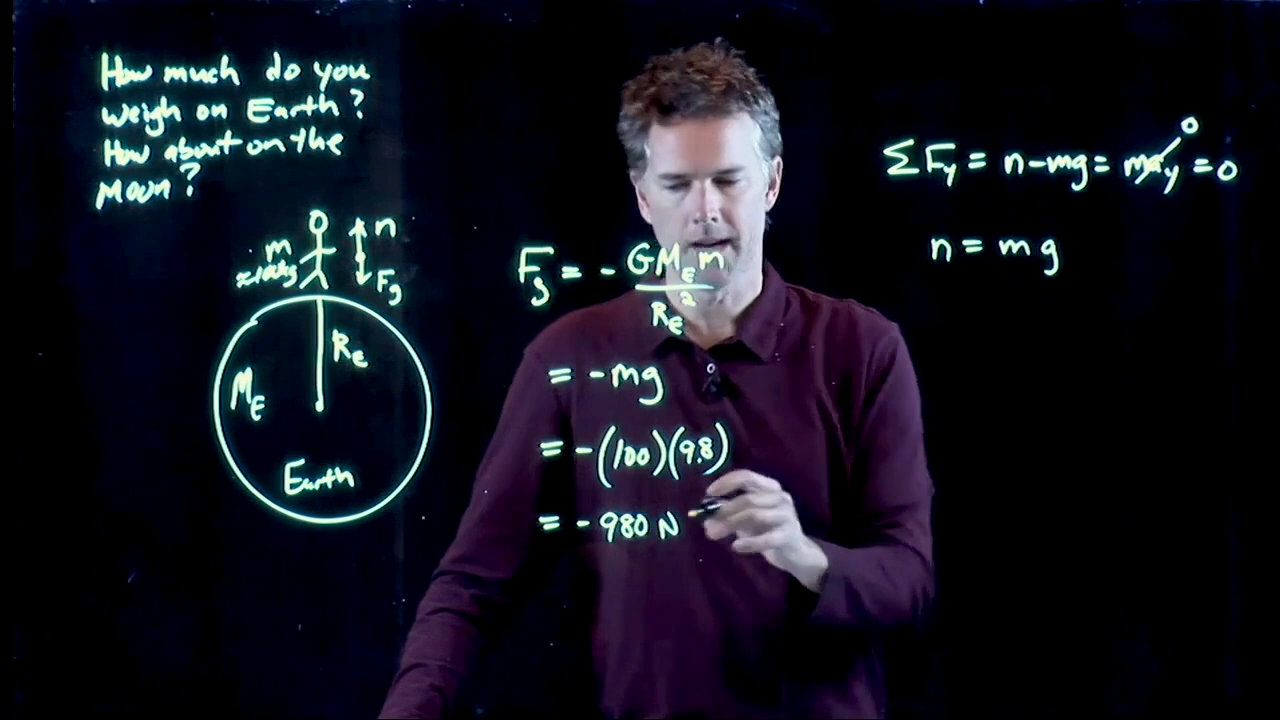 How much do you
weigh on Earth?
How about on the
Moon?
n
m
≈100kg
F_g
R_E
M_E
Earth
F_g = - GM_E m / R_E^2
= -mg
= -(100)(9.8)
= -980 N
ΣF_y = n-mg = ma_y = 0
0
n = mg